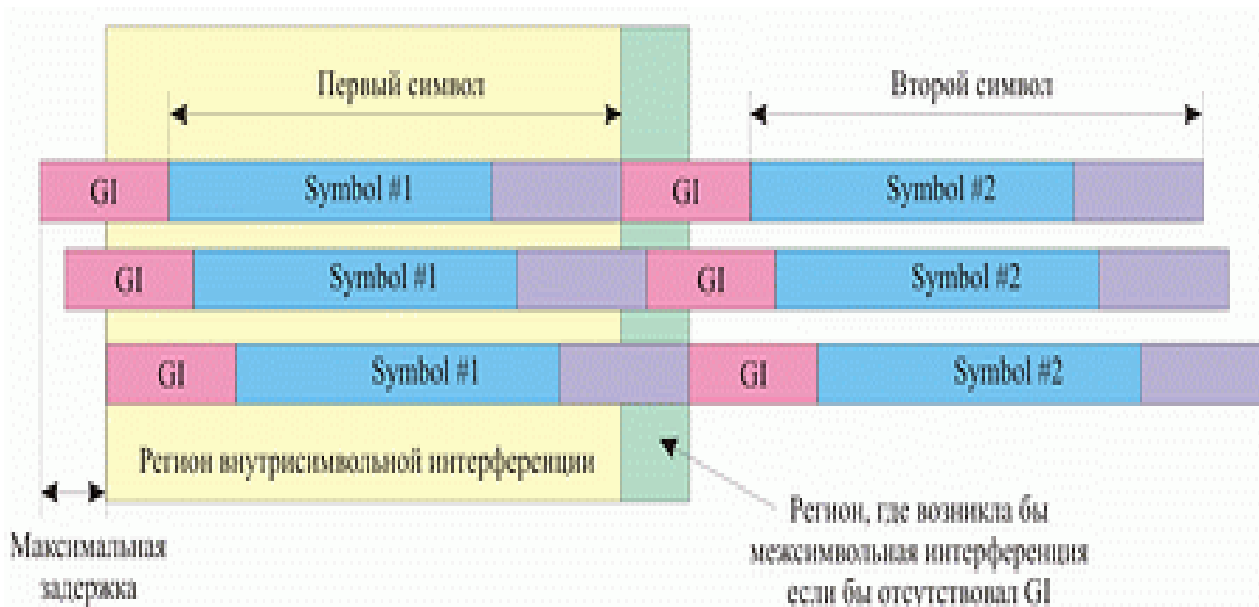 Первый символ
Второй символ
GI Symbol #1 GI Symbol #2
GI Symbol #1 GI Symbol #2
GI Symbol #1 GI Symbol #2
Регион внутрисимвольной интерференции
Максимальная
задержка
Регион, где возникла бы
межсимвольная интерференция
если бы отсутствовал GI